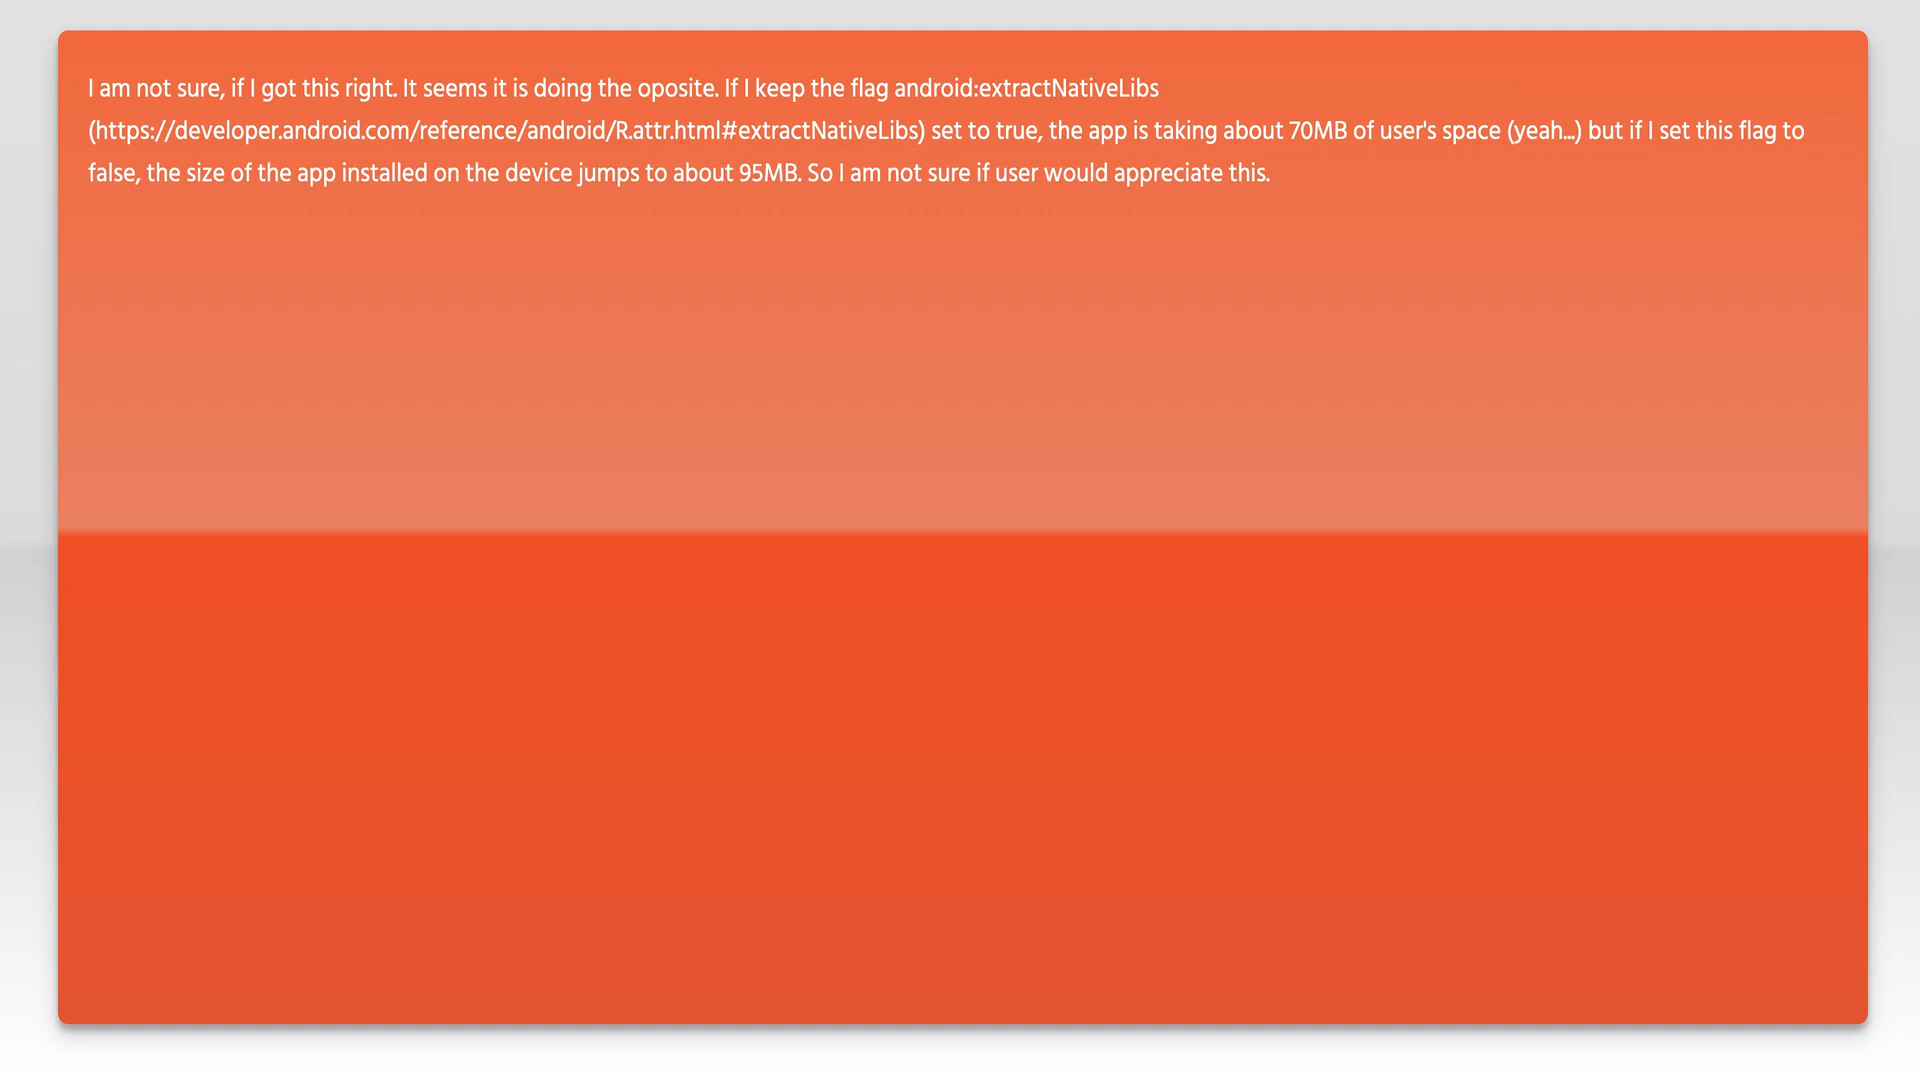 I am not sure, if I got this right. It seems it is doing the oposite. If I keep the flag android:extractNativeLibs
(https://developer.android.com/reference/android/R.attr.html#extractNativeLibs) set to true, the app is taking about 70MB of user's space (yeah...) but if I set this flag to
false, the size of the app installed on the device jumps to about 95MB. So I am not sure if user would appreciate this.